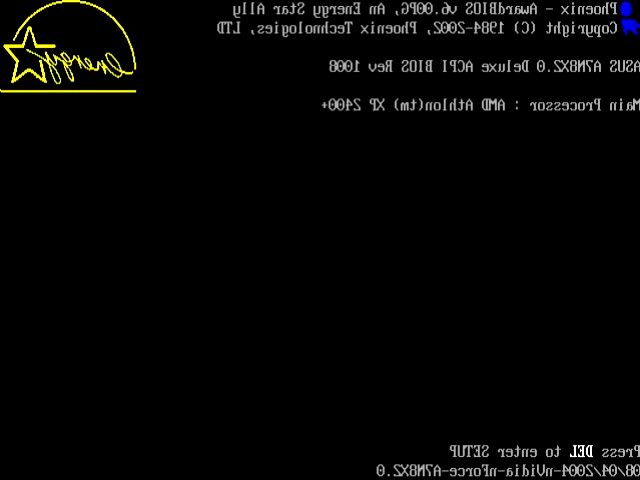 Phoenix - AwardBIOS v6.00PG, An Energy Star Ally
Copyright (C) 1984-2002, Phoenix Technologies, LTD
energy
ASUS A7N8X2.0 Deluxe ACPI BIOS Rev 1008
Main Processor : AMD Athlon(tm) XP 2400+
Press DEL to enter SETUP
08/04/2004-nVidia-nForce-A7N8X2.0